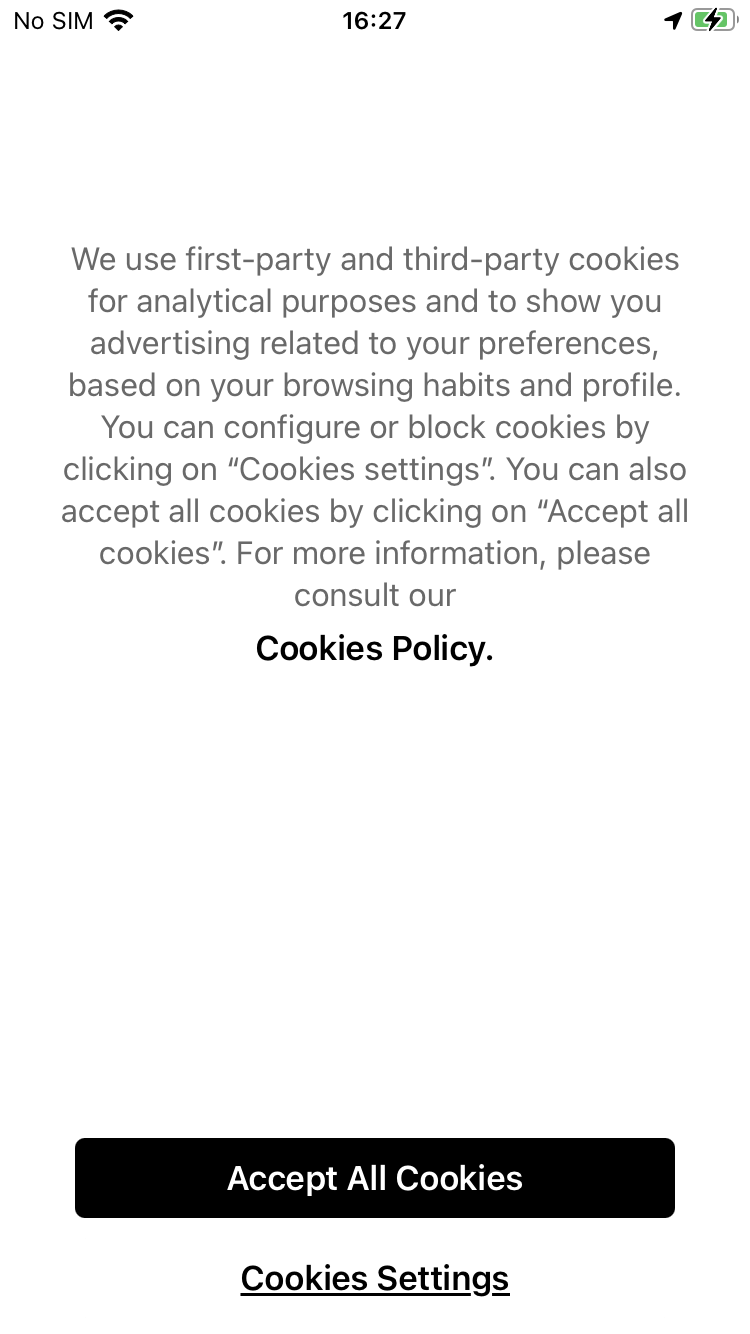 No SIM
16:27
We use first-party and third-party cookies
for analytical purposes and to show you
advertising related to your preferences,
based on your browsing habits and profile.
You can configure or block cookies by
clicking on “Cookies settings”. You can also
accept all cookies by clicking on “Accept all
cookies”. For more information, please
consult our
Cookies Policy.
Accept All Cookies
Cookies Settings